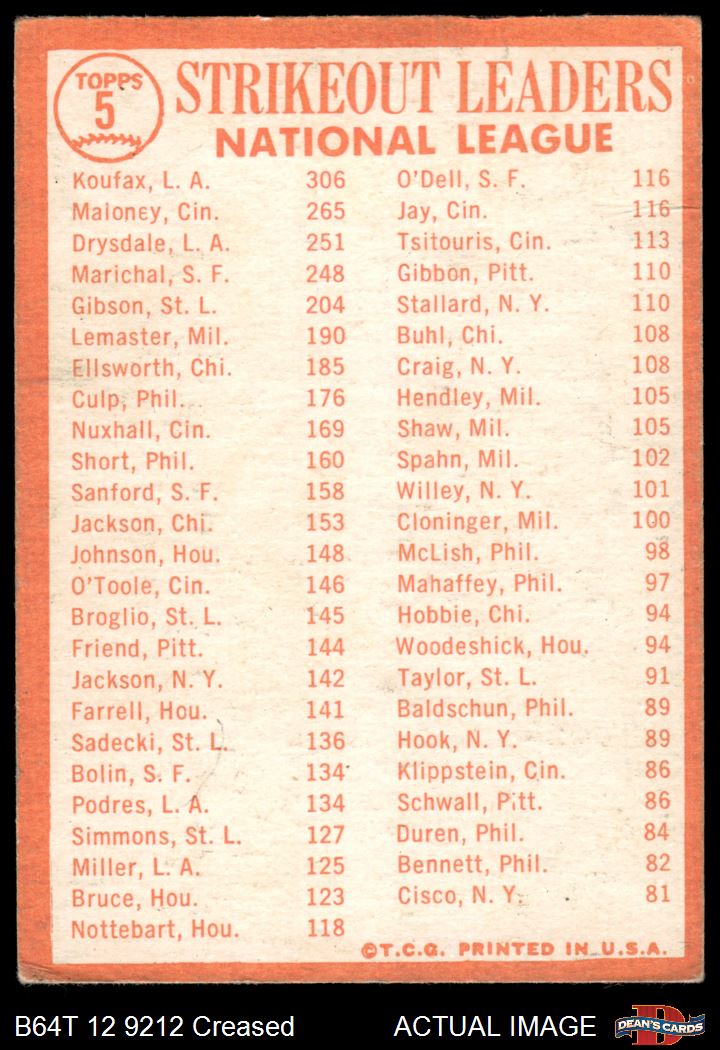 TOPPS
5
STRIKEOUT LEADERS
NATIONAL LEAGUE
Koufax, L. A. 306
Maloney, Cin. 265
Drysdale, L. A. 251
Marichal, S. F. 248
Gibson, St. L. 204
Lemaster, Mil. 190
Ellsworth, Chi. 185
Culp, Phil. 176
Nuxhall, Cin. 169
Short, Phil. 160
Sanford, S. F. 158
Jackson, Chi. 153
Johnson, Hou. 148
O'Toole, Cin. 146
Broglio, St. L. 145
Friend, Pitt. 144
Jackson, N. Y. 142
Farrell, Hou. 141
Sadecki, St. L. 136
Bolin, S. F. 134
Podres, L. A. 134
Simmons, St. L. 127
Miller, L. A. 125
Bruce, Hou. 123
Nottebart, Hou. 118
O'Dell, S. F. 116
Jay, Cin. 116
Tsitouris, Cin. 113
Gibbon, Pitt. 110
Stallard, N. Y. 110
Buhl, Chi. 108
Craig, N. Y. 108
Hendley, Mil. 105
Shaw, Mil. 105
Spahn, Mil. 102
Willey, N. Y. 101
Cloninger, Mil. 100
McLish, Phil. 98
Mahaffey, Phil. 97
Hobbie, Chi. 94
Woodeshick, Hou. 94
Taylor, St. L. 91
Baldschun, Phil. 89
Hook, N. Y. 89
Klippstein, Cin. 86
Schwall, Pitt. 86
Duren, Phil. 84
Bennett, Phil. 82
Cisco, N. Y. 81
©T.C.G. PRINTED IN U.S.A.
B64T 12 9212 Creased
ACTUAL IMAGE
D
DEAN'S CARDS